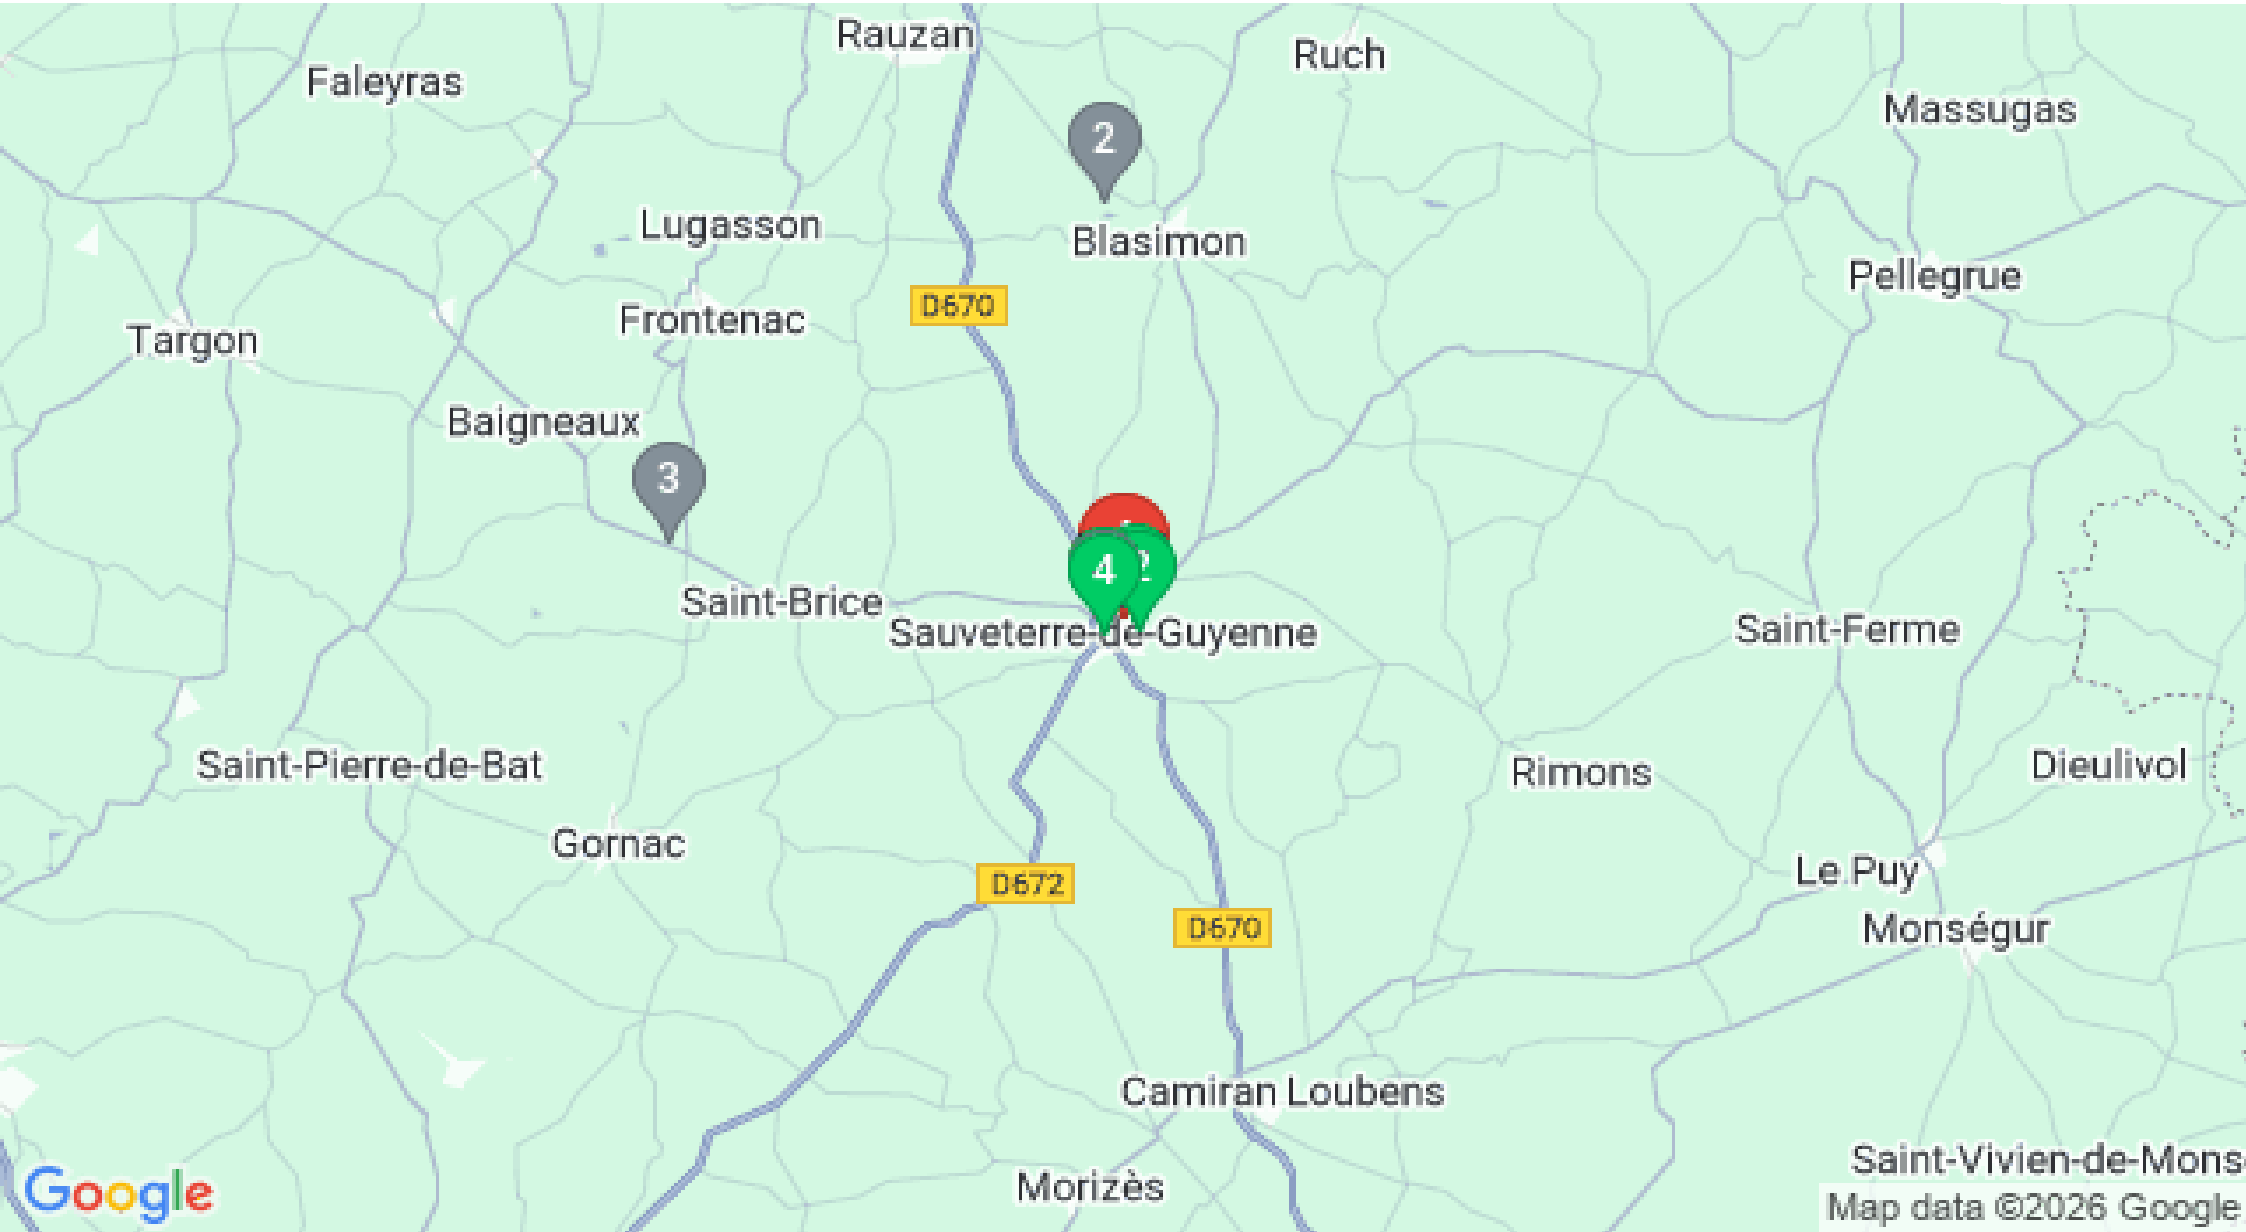 Rauzan
Ruch
Faleyras
Massugas
2
Lugasson
Blasimon
Pellegrue
D670
Frontenac
Targon
Baigneaux
3
4
2
Saint-Brice
Sauveterre-de-Guyenne
Saint-Ferme
Saint-Pierre-de-Bat
Rimons
Dieulivol
Gornac
Le Puy
D672
D670
Monségur
Camiran Loubens
Saint-Vivien-de-Mons
Morizès
Google
Map data ©2026 Google